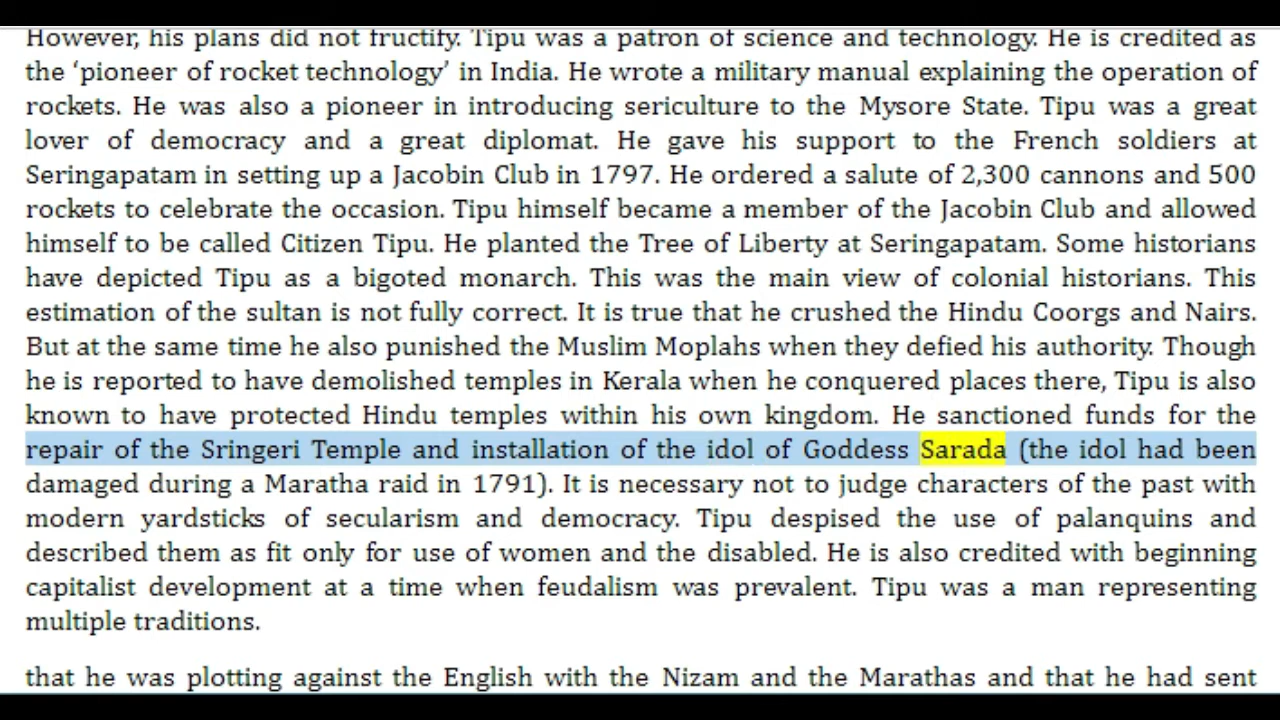 However, his plans did not fructify. Tipu was a patron of science and technology. He is credited as
the ‘pioneer of rocket technology’ in India. He wrote a military manual explaining the operation of
rockets. He was also a pioneer in introducing sericulture to the Mysore State. Tipu was a great
lover of democracy and a great diplomat. He gave his support to the French soldiers at
Seringapatam in setting up a Jacobin Club in 1797. He ordered a salute of 2,300 cannons and 500
rockets to celebrate the occasion. Tipu himself became a member of the Jacobin Club and allowed
himself to be called Citizen Tipu. He planted the Tree of Liberty at Seringapatam. Some historians
have depicted Tipu as a bigoted monarch. This was the main view of colonial historians. This
estimation of the sultan is not fully correct. It is true that he crushed the Hindu Coorgs and Nairs.
But at the same time he also punished the Muslim Moplahs when they defied his authority. Though
he is reported to have demolished temples in Kerala when he conquered places there, Tipu is also
known to have protected Hindu temples within his own kingdom. He sanctioned funds for the
repair of the Sringeri Temple and installation of the idol of Goddess Sarada (the idol had been
damaged during a Maratha raid in 1791). It is necessary not to judge characters of the past with
modern yardsticks of secularism and democracy. Tipu despised the use of palanquins and
described them as fit only for use of women and the disabled. He is also credited with beginning
capitalist development at a time when feudalism was prevalent. Tipu was a man representing
multiple traditions.
that he was plotting against the English with the Nizam and the Marathas and that he had sent